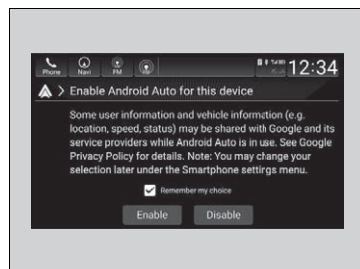 Phone Navi FM
12:34
> Enable Android Auto for this device
Some user information and vehicle information (e.g.
location, speed, status) may be shared with Google and its
service providers while Android Auto is in use. See Google
Privacy Policy for details. Note: You may change your
selection later under the Smartphone settings menu.
Remember my choice
Enable Disable